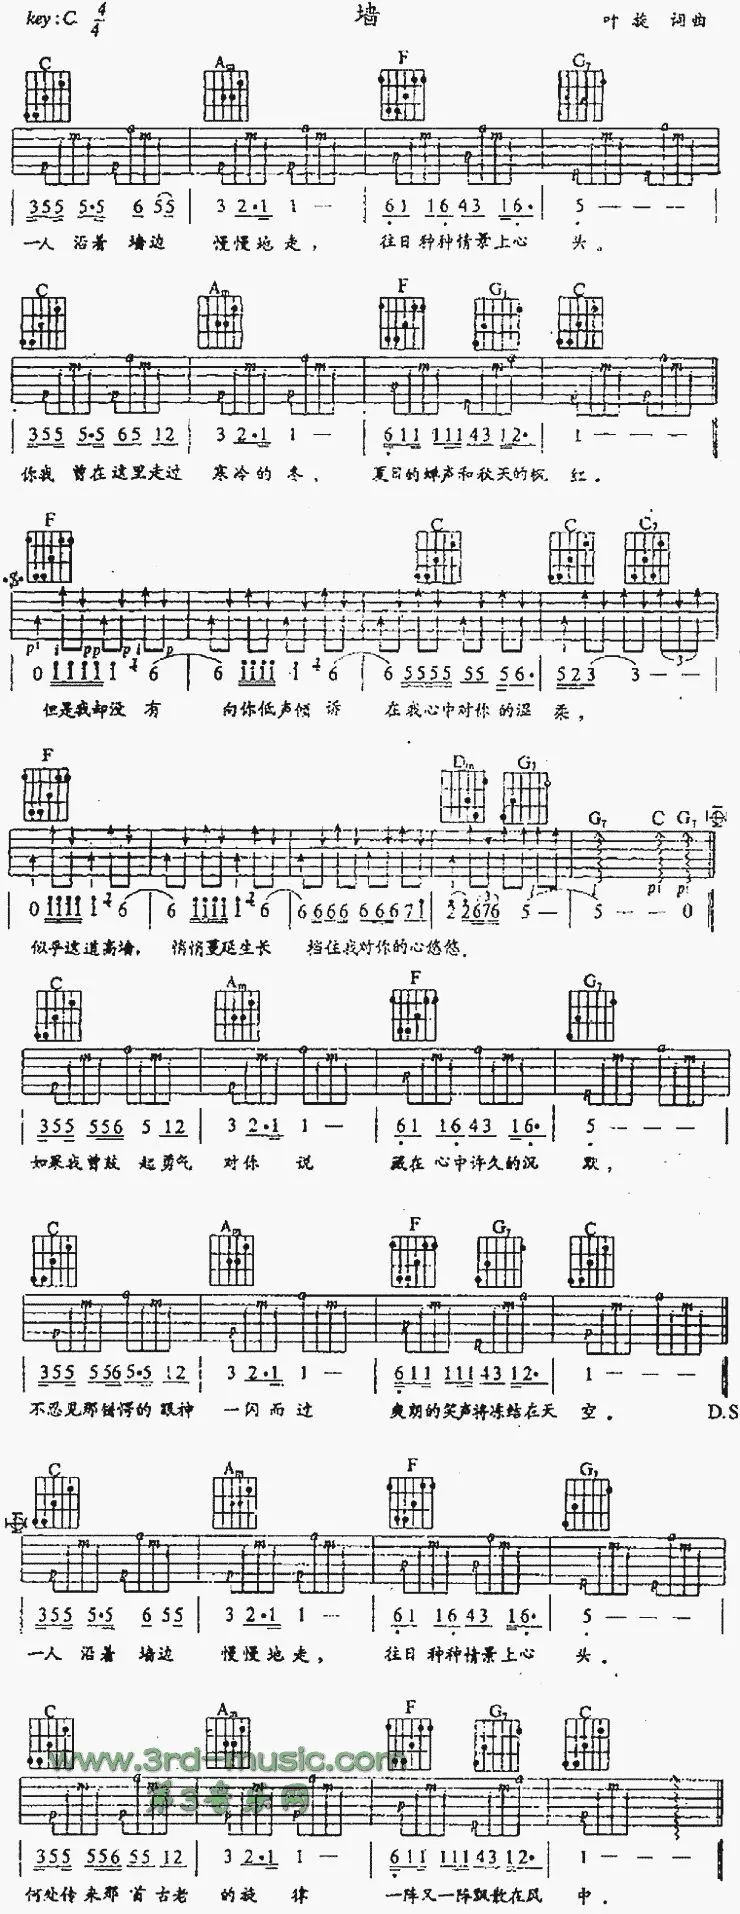 key: C 4/4 墙 叶旋 词曲
C Am F G7
p m a m p m a m p m a m p m a m
355 5·5 6 55 | 3 2·1 1 — | 61 16 43 16· | 5 — — —
一人 沿着 墙边 慢慢地走, 往日种种情景上心 头。
C Am F G7 C
355 5·5 65 12 | 3 2·1 1 — | 611 111 43 12· | 1 — — —
你我 曾在这里走过 寒冷的冬, 夏日的蝉声和秋天的枫 红.
F C C C7
0 1111 1 2 6 | 6 1111 1 2 6 | 6 5555 55 56· | 523 3 — —
但是我却没 有 向你低声倾 诉 在我心中对你的温 柔,
F Dm G7 G7 C G7
0 1111 1 2 6 | 6 1111 1 2 6 | 6666 66671 | 2 2676 5 — | 5 — — 0
似乎这道高墙, 悄悄蔓延生长 挡住我对你的心悠悠.
C Am F G7
355 556 5 12 | 3 2·1 1 — | 61 16 43 16· | 5 — — —
如果我曾鼓 起勇气 对你 说 藏在 心中许久的沉 默,
C Am F G7 C
355 556 5·5 12 | 3 2·1 1 — | 611 111 43 12· | 1 — — —
不忍见那错愕的 眼神 一闪而过 爽朗的笑声将冻结在天 空. D.S
C Am F G7
355 5·5 6 55 | 3 2·1 1 — | 61 16 43 16· | 5 — — —
一人 沿着 墙边 慢慢地走, 往日 种种情景上心 头.
C Am F G7 C
www.3rd-music.com
第3音乐网
355 556 55 12 | 3 2·1 1 — | 611 111 43 12· | 1 — — —
何处传 来那 首古老 的旋 律 一阵又一阵飘散在风 中.